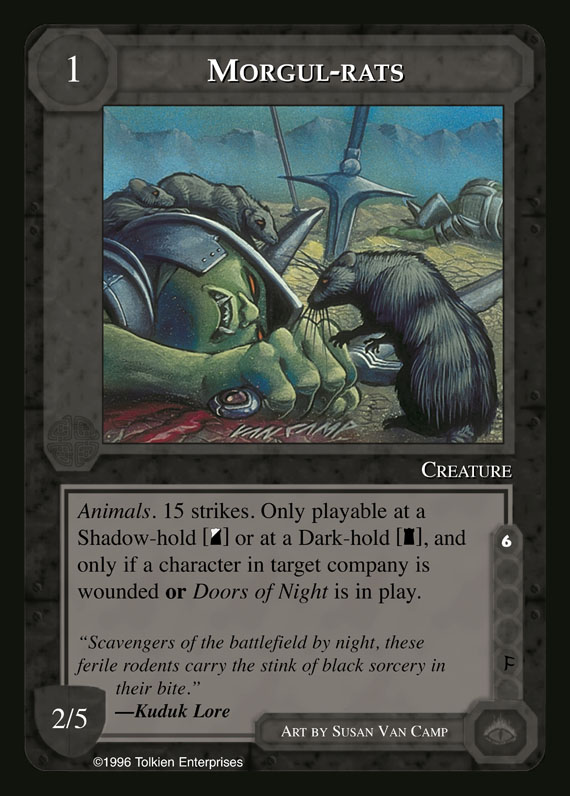 1
MORGUL-RATS
VAN CAMP
CREATURE
Animals. 15 strikes. Only playable at a
Shadow-hold [] or at a Dark-hold [], and
only if a character in target company is
wounded or Doors of Night is in play.
6
“Scavengers of the battlefield by night, these
ferile rodents carry the stink of black sorcery in
their bite.”
—Kuduk Lore
2/5
ART BY SUSAN VAN CAMP
©1996 Tolkien Enterprises